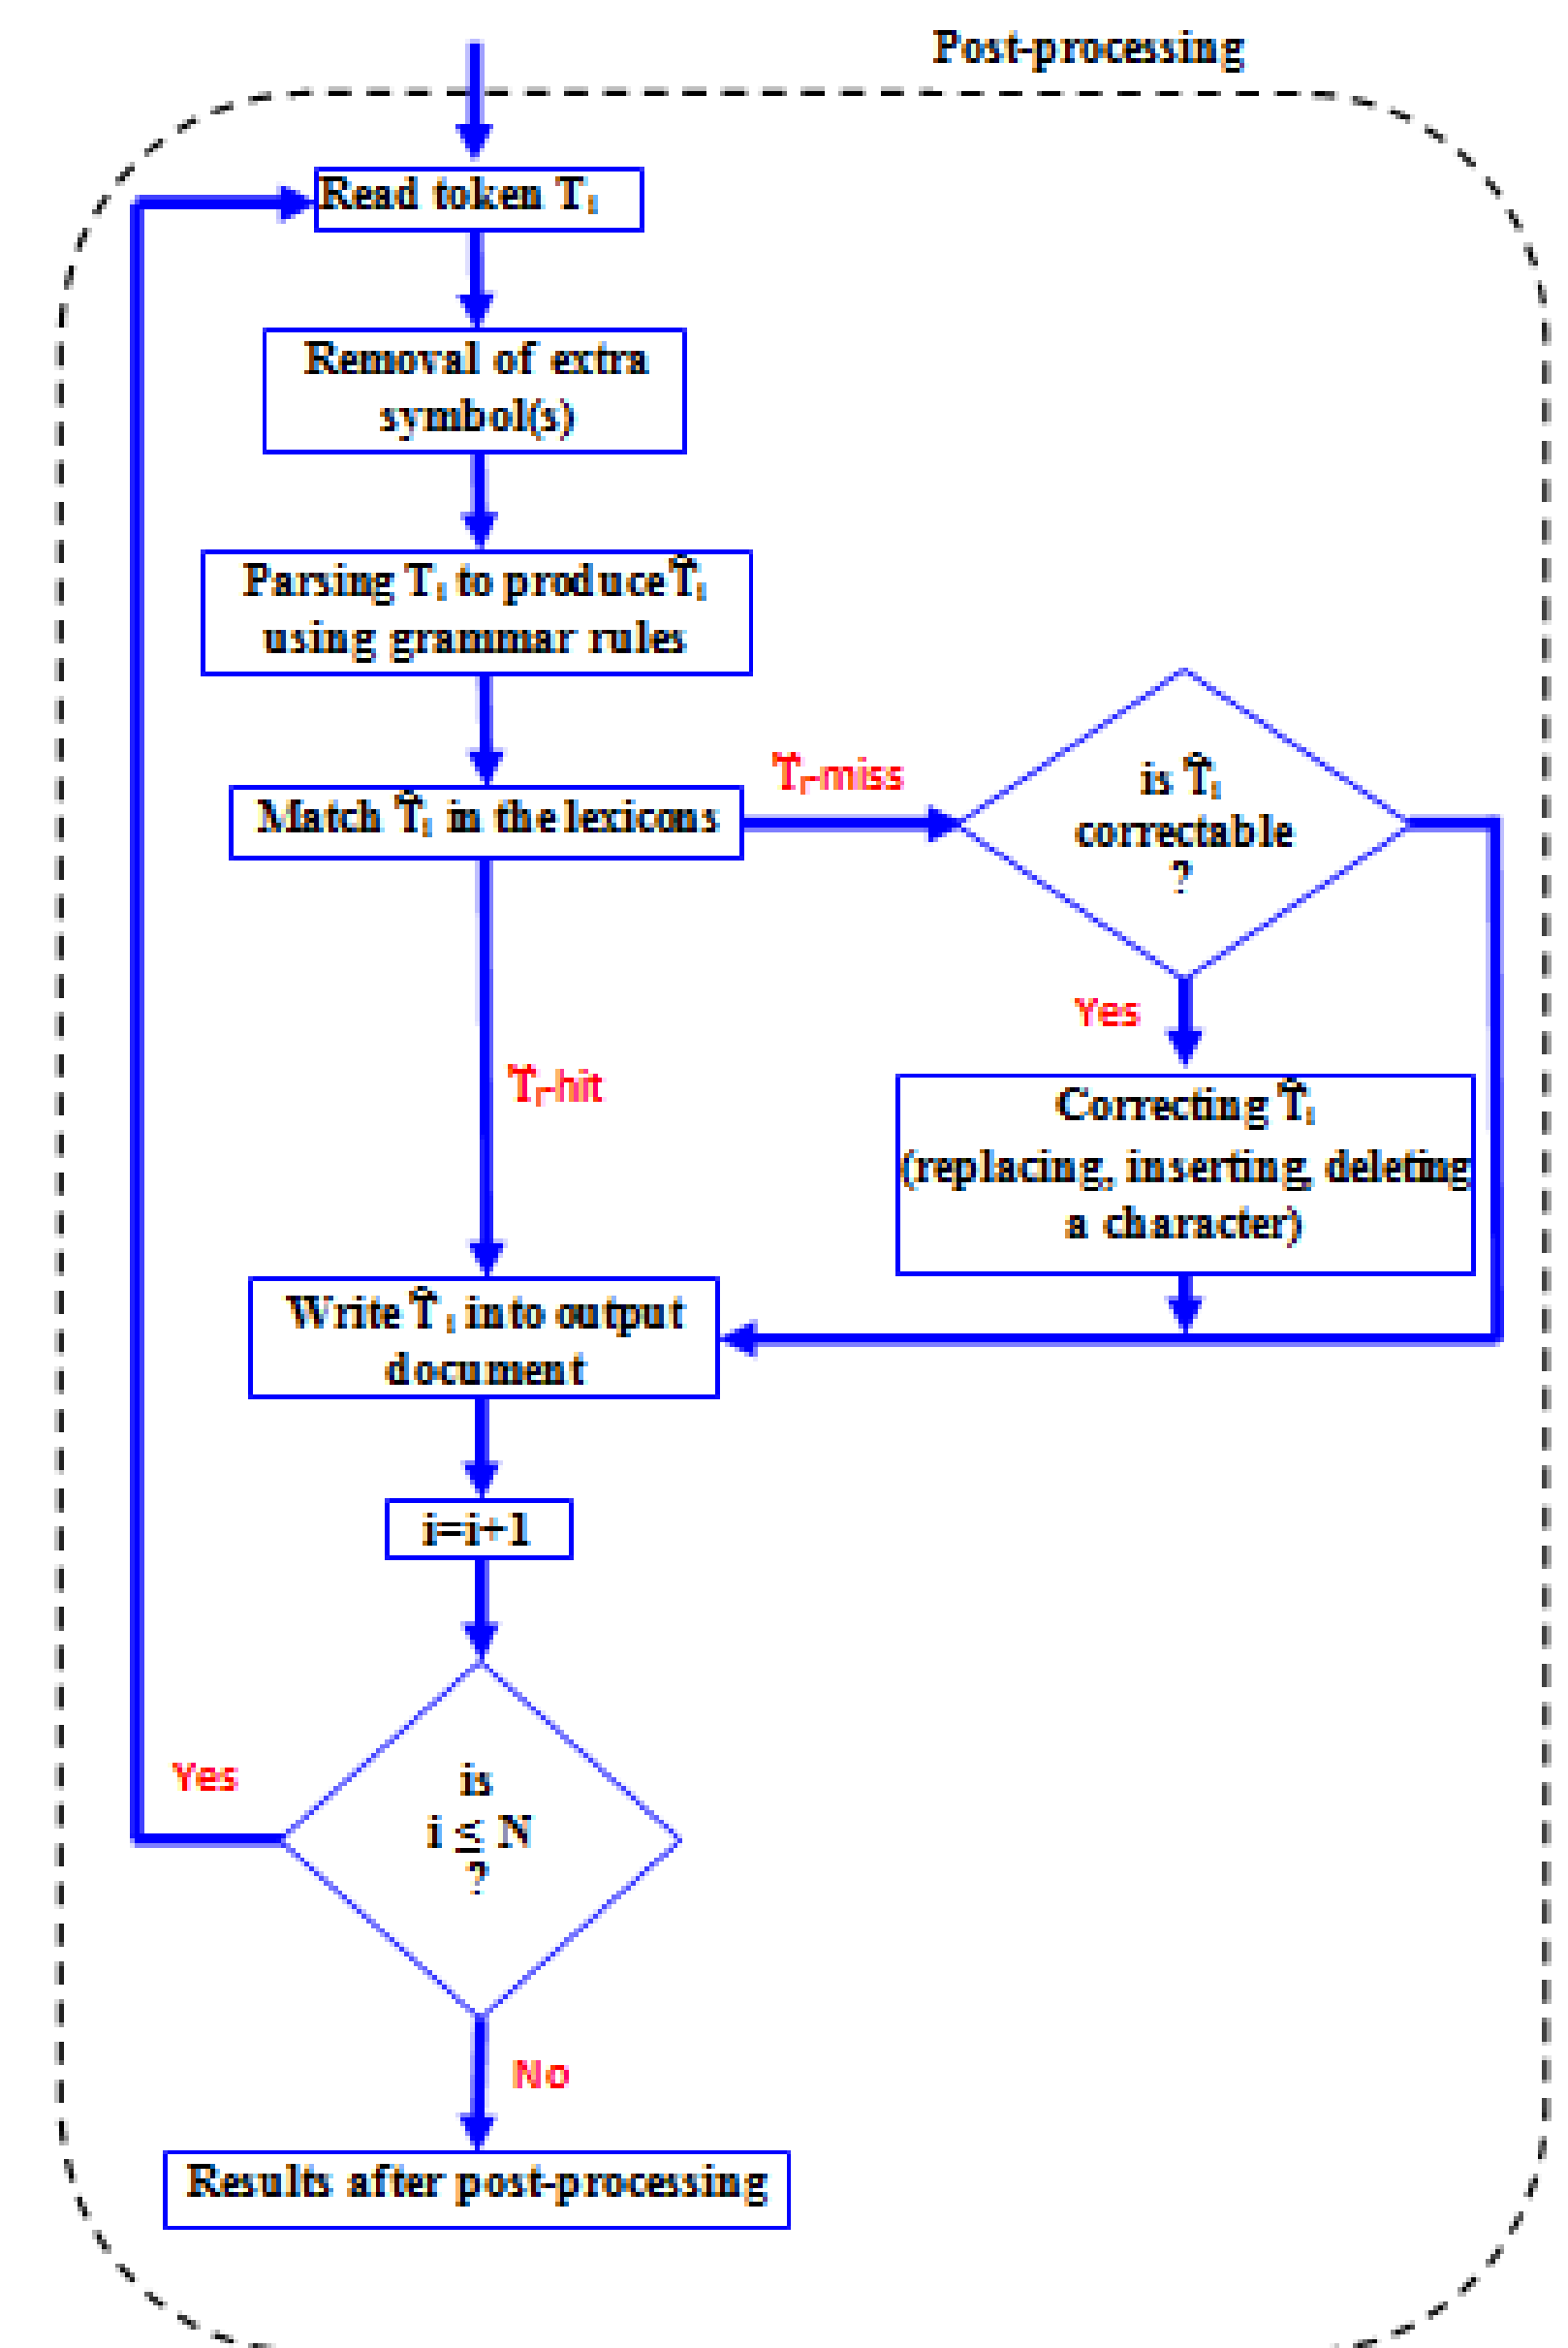 Post-processing
Read token Tᵢ
Removal of extra
symbol(s)
Parsing Tᵢ to produce T̂ᵢ
using grammar rules
Match T̂ᵢ in the lexicons
T̂ᵢ-miss
is T̂ᵢ
correctable
?
Yes
T̂ᵢ-hit
Correcting T̂ᵢ
(replacing, inserting, deleting
a character)
Write T̂ᵢ into output
document
i=i+1
is
i ≤ N
?
Yes
No
Results after post-processing